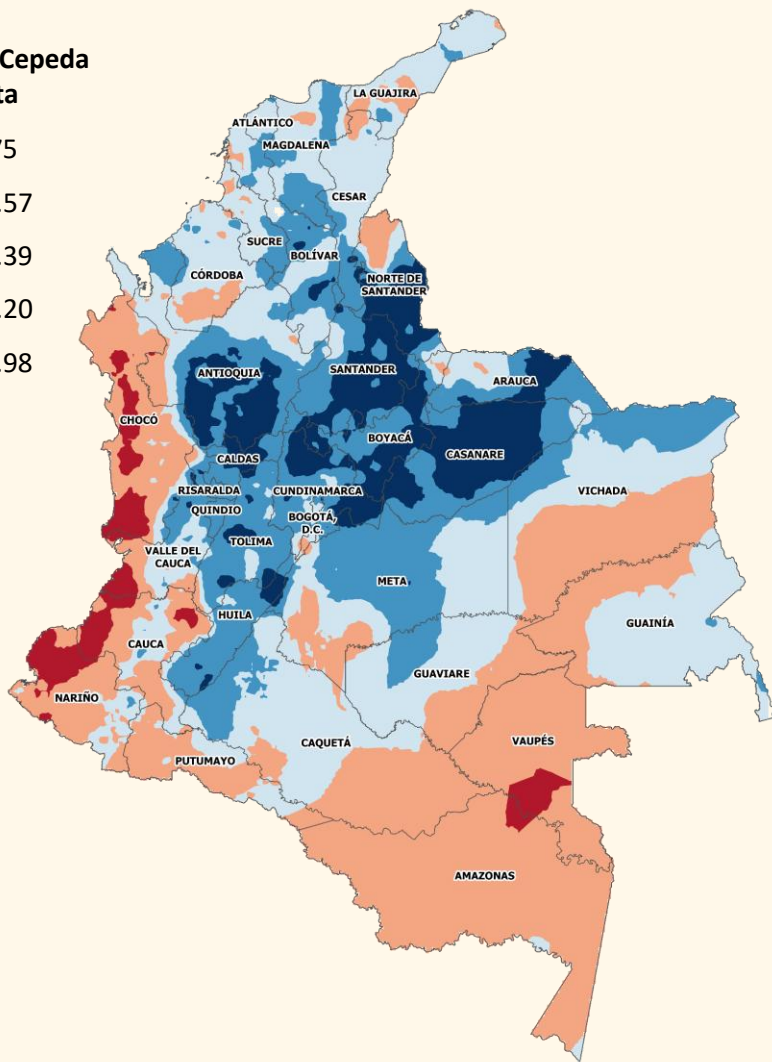 Cepeda
ta
75
.57
.39
.20
.98
LA GUAJIRA
ATLÁNTICO
MAGDALENA
CESAR
SUCRE
BOLÍVAR
CÓRDOBA
NORTE DE
SANTANDER
ANTIOQUIA
SANTANDER
ARAUCA
CHOCÓ
BOYACÁ
CALDAS
CASANARE
RISARALDA
CUNDINAMARCA
VICHADA
QUINDIO
BOGOTÁ,
D.C.
TOLIMA
VALLE DEL
CAUCA
META
HUILA
GUAINÍA
CAUCA
GUAVIARE
NARIÑO
CAQUETÁ
VAUPÉS
PUTUMAYO
AMAZONAS